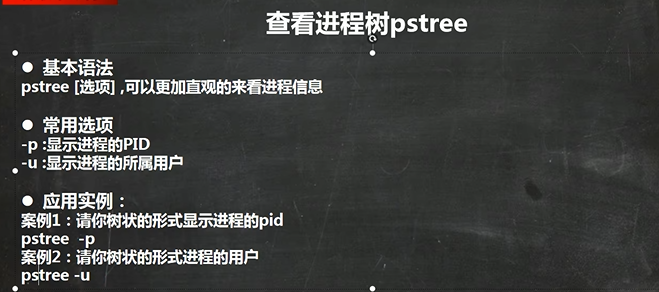 查看进程树pstree
● 基本语法
pstree [选项] ,可以更加直观的来看进程信息
● 常用选项
-p :显示进程的PID
-u :显示进程的所属用户
● 应用实例：
案例1：请你树状的形式显示进程的pid
pstree -p
案例2：请你树状的形式进程的用户
pstree -u